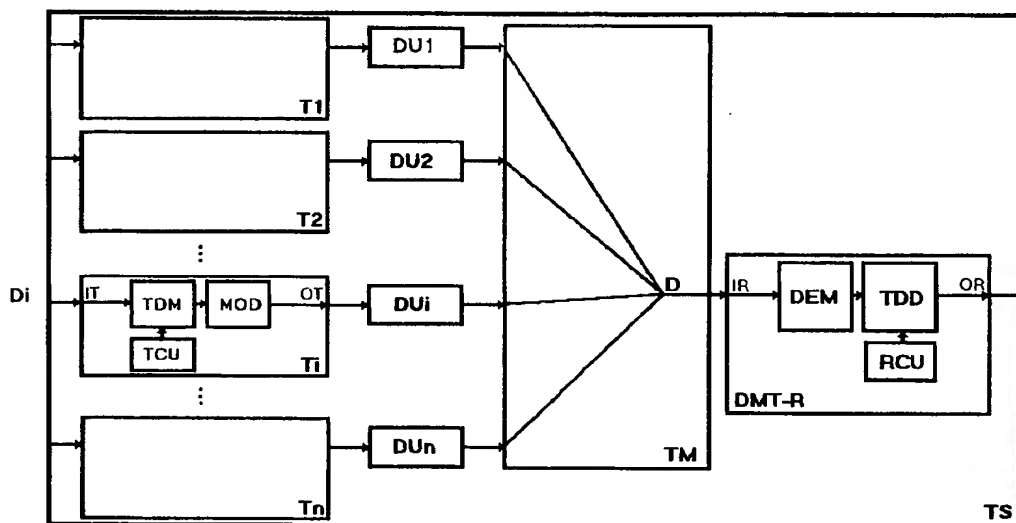 DU1
T1
DU2
T2
...
Di
IT
TDM
MOD
OT
TCU
Ti
DUi
D
IR
DEM
TDD
OR
RCU
DMT-R
...
DUn
Tn
TM
TS